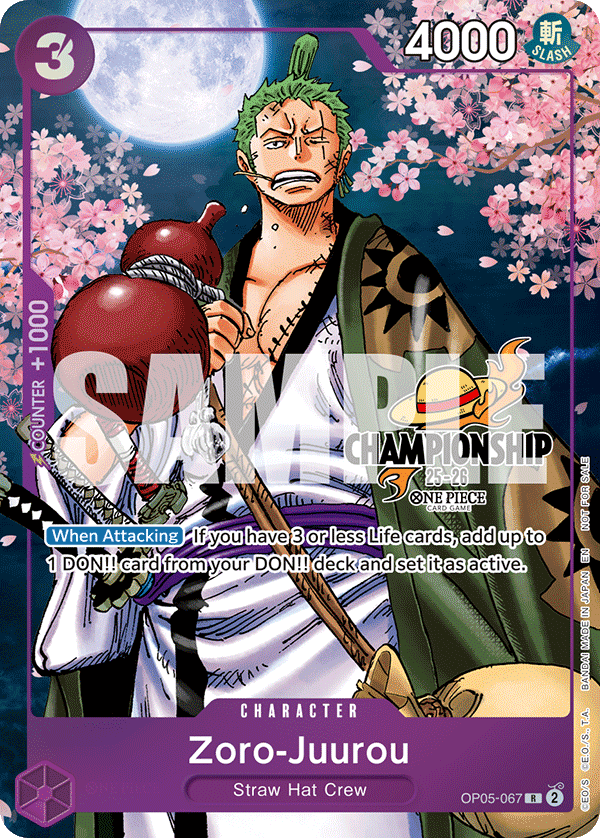 3
4000
斬
SLASH
COUNTER +1000
SAMPLE
CHAMPIONSHIP
25-26
ONE PIECE
CARD GAME
When Attacking If you have 3 or less Life cards, add up to
1 DON!! card from your DON!! deck and set it as active.
CHARACTER
Zoro-Juurou
Straw Hat Crew
OP05-067 R 2
©E.O/S. ©E.O./S.,T.A. BANDAI MADE IN JAPAN EN NOT FOR SALE